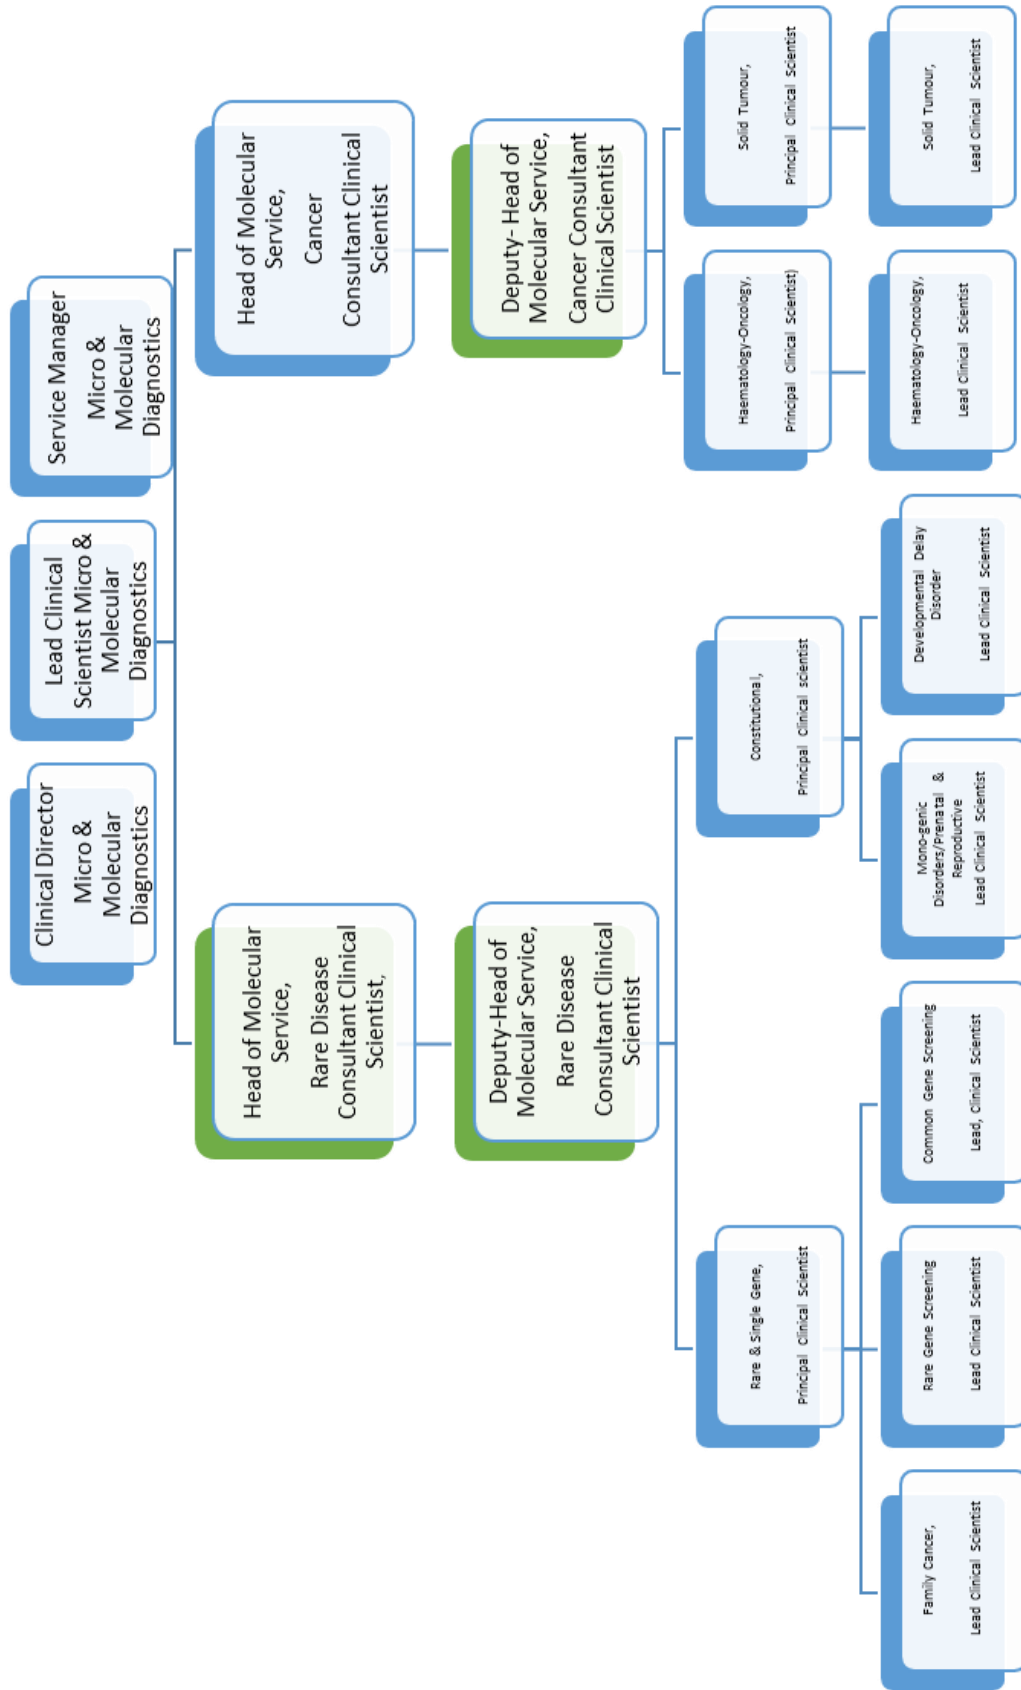 Clinical Director
Micro &
Molecular
Diagnostics
Lead Clinical
Scientist Micro &
Molecular
Diagnostics
Service Manager
Micro &
Molecular
Diagnostics
Head of Molecular
Service,
Rare Disease
Consultant Clinical
Scientist,
Head of Molecular
Service,
Cancer
Consultant Clinical
Scientist
Deputy-Head of
Molecular Service,
Rare Disease
Consultant Clinical
Scientist
Deputy- Head of
Molecular Service,
Cancer Consultant
Clinical Scientist
Rare & Single Gene,
Principal Clinical Scientist
Constitutional,
Principal Clinical scientist
Haematology-Oncology,
Principal Clinical Scientist)
Solid Tumour,
Principal Clinical Scientist
Family Cancer,
Lead Clinical Scientist
Rare Gene Screening
Lead Clinical Scientist
Common Gene Screening
Lead, Clinical Scientist
Mono-genic
Disorders/Prenatal &
Reproductive
Lead Clinical Scientist
Developmental Delay
Disorder
Lead Clinical Scientist
Haematology-Oncology,
Lead Clinical Scientist
Solid Tumour,
Lead Clinical Scientist